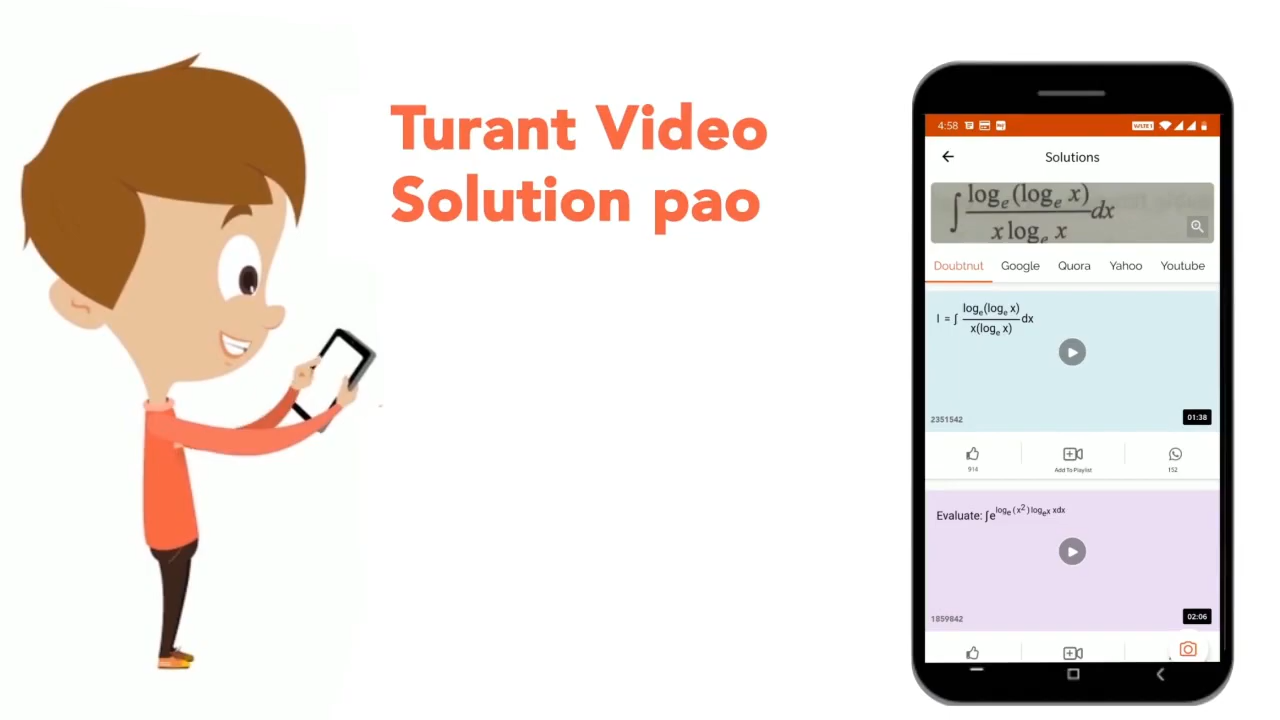 Turant Video
Solution pao
4:58
Solutions
∫ logₑ(logₑ x) / x logₑ x dx
Doubtnut Google Quora Yahoo Youtube
I = ∫ logₑ(logₑ x) / x(logₑ x) dx
2351542 01:38
914 Add To Playlist 152
Evaluate: ∫e^logₑ(x²)logₑx xdx
1859842 02:06